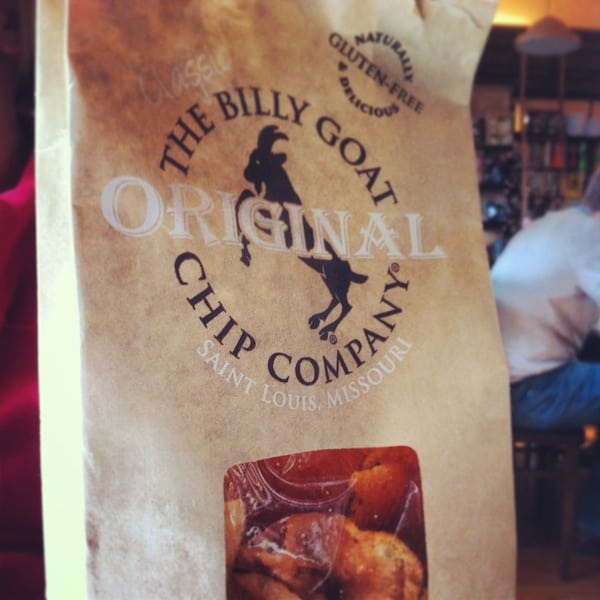 Classic
NATURALLY
GLUTEN-FREE
& DELICIOUS
THE BILLY GOAT
ORIGINAL
CHIP COMPANY®
®
SAINT LOUIS, MISSOURI